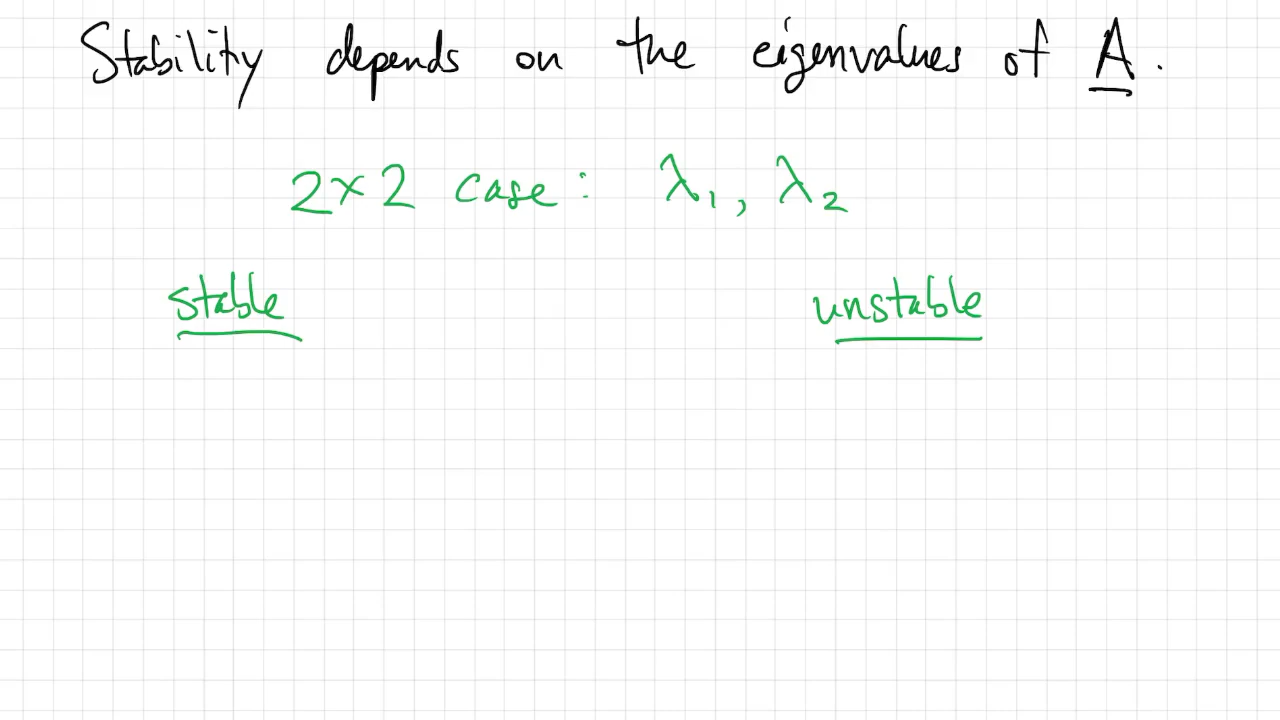 Stability depends on the eigenvalues of A.
2×2 case: λ₁, λ₂
stable unstable